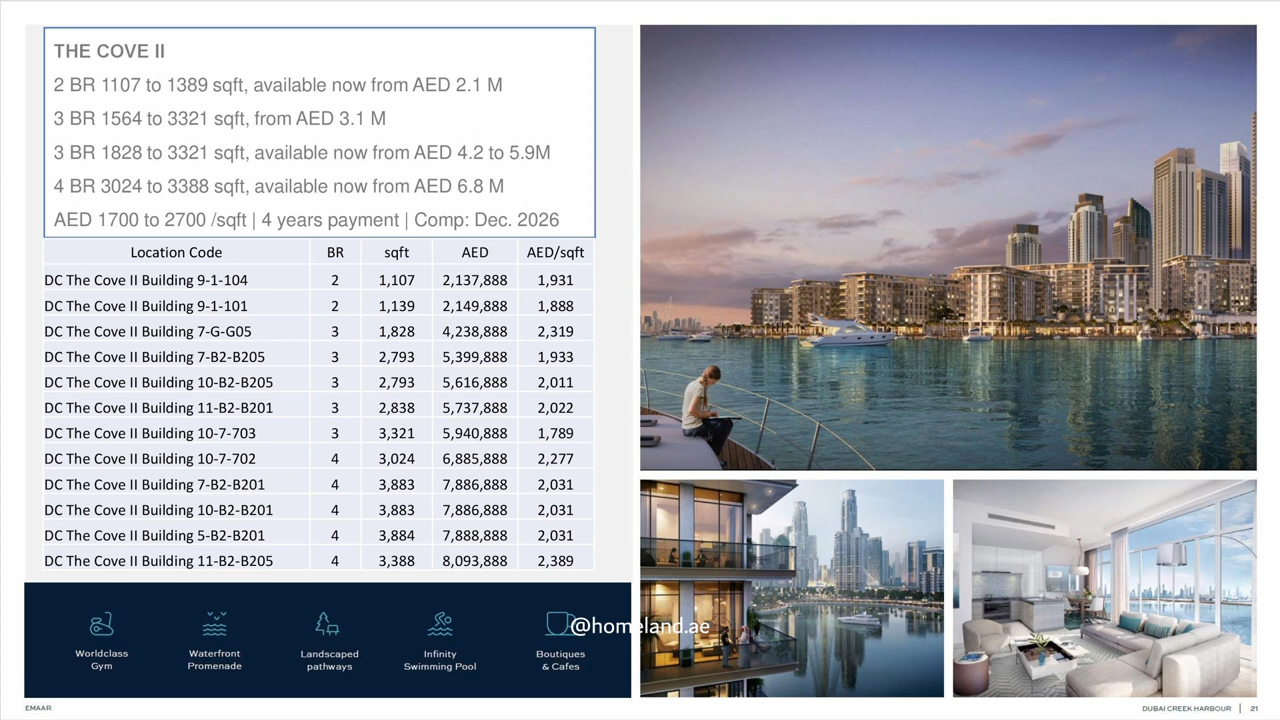 THE COVE II
2 BR 1107 to 1389 sqft, available now from AED 2.1 M
3 BR 1564 to 3321 sqft, from AED 3.1 M
3 BR 1828 to 3321 sqft, available now from AED 4.2 to 5.9M
4 BR 3024 to 3388 sqft, available now from AED 6.8 M
AED 1700 to 2700 /sqft | 4 years payment | Comp: Dec. 2026
Location Code BR sqft AED AED/sqft
DC The Cove II Building 9-1-104 2 1,107 2,137,888 1,931
DC The Cove II Building 9-1-101 2 1,139 2,149,888 1,888
DC The Cove II Building 7-G-G05 3 1,828 4,238,888 2,319
DC The Cove II Building 7-B2-B205 3 2,793 5,399,888 1,933
DC The Cove II Building 10-B2-B205 3 2,793 5,616,888 2,011
DC The Cove II Building 11-B2-B201 3 2,838 5,737,888 2,022
DC The Cove II Building 10-7-703 3 3,321 5,940,888 1,789
DC The Cove II Building 10-7-702 4 3,024 6,885,888 2,277
DC The Cove II Building 7-B2-B201 4 3,883 7,886,888 2,031
DC The Cove II Building 10-B2-B201 4 3,883 7,886,888 2,031
DC The Cove II Building 5-B2-B201 4 3,884 7,888,888 2,031
DC The Cove II Building 11-B2-B205 4 3,388 8,093,888 2,389
Worldclass
Gym
Waterfront
Promenade
Landscaped
pathways
Infinity
Swimming Pool
Boutiques
& Cafes
@homeland.ae
EMAAR
DUBAI CREEK HARBOUR | 21